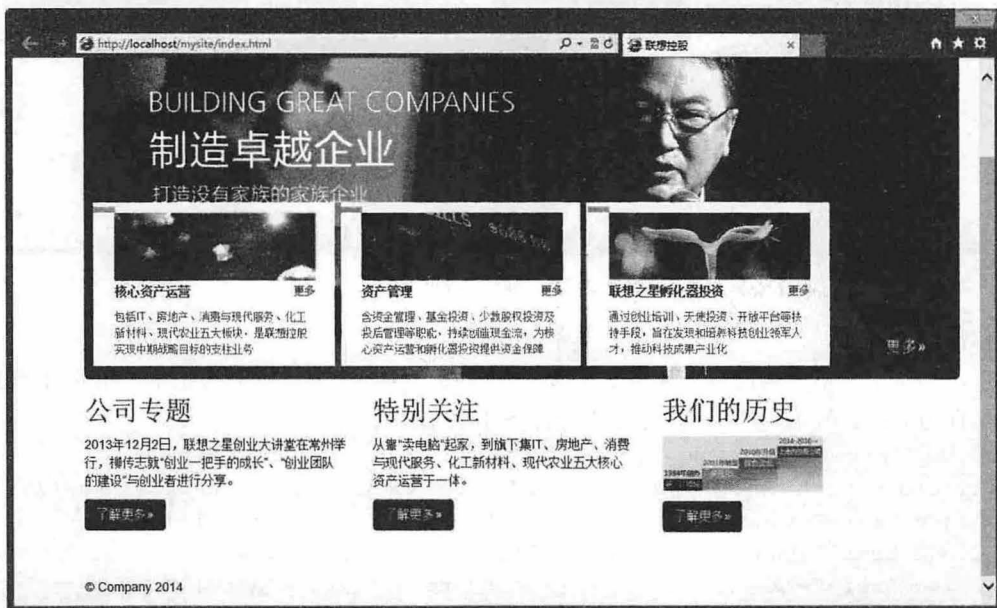 http://localhost/mysite/index.html
联想控股
BUILDING GREAT COMPANIES
制造卓越企业
打造没有家族的家族企业
核心资产运营 更多
包括IT、房地产、消费与现代服务、化工
新材料、现代农业五大板块,是联想控股
实现中期战略目标的支柱业务
资产管理 更多
含资金管理、基金投资、少数股权投资及
投后管理等职能,持续创造现金流,为核
心资产运营和孵化器投资提供资金保障
联想之星孵化器投资 更多
通过创业培训、天使投资、开放平台等扶
持手段,旨在发现和培养科技创业领军人
才,推动科技成果产业化
更多»
公司专题
2013年12月2日,联想之星创业大讲堂在常州举
行,柳传志就“创业一把手的成长”、“创业团队
的建设”与创业者进行分享。
了解更多»
特别关注
从靠“卖电脑”起家,到旗下集IT、房地产、消费
与现代服务、化工新材料、现代农业五大核心
资产运营于一体。
了解更多»
我们的历史
了解更多»
© Company 2014